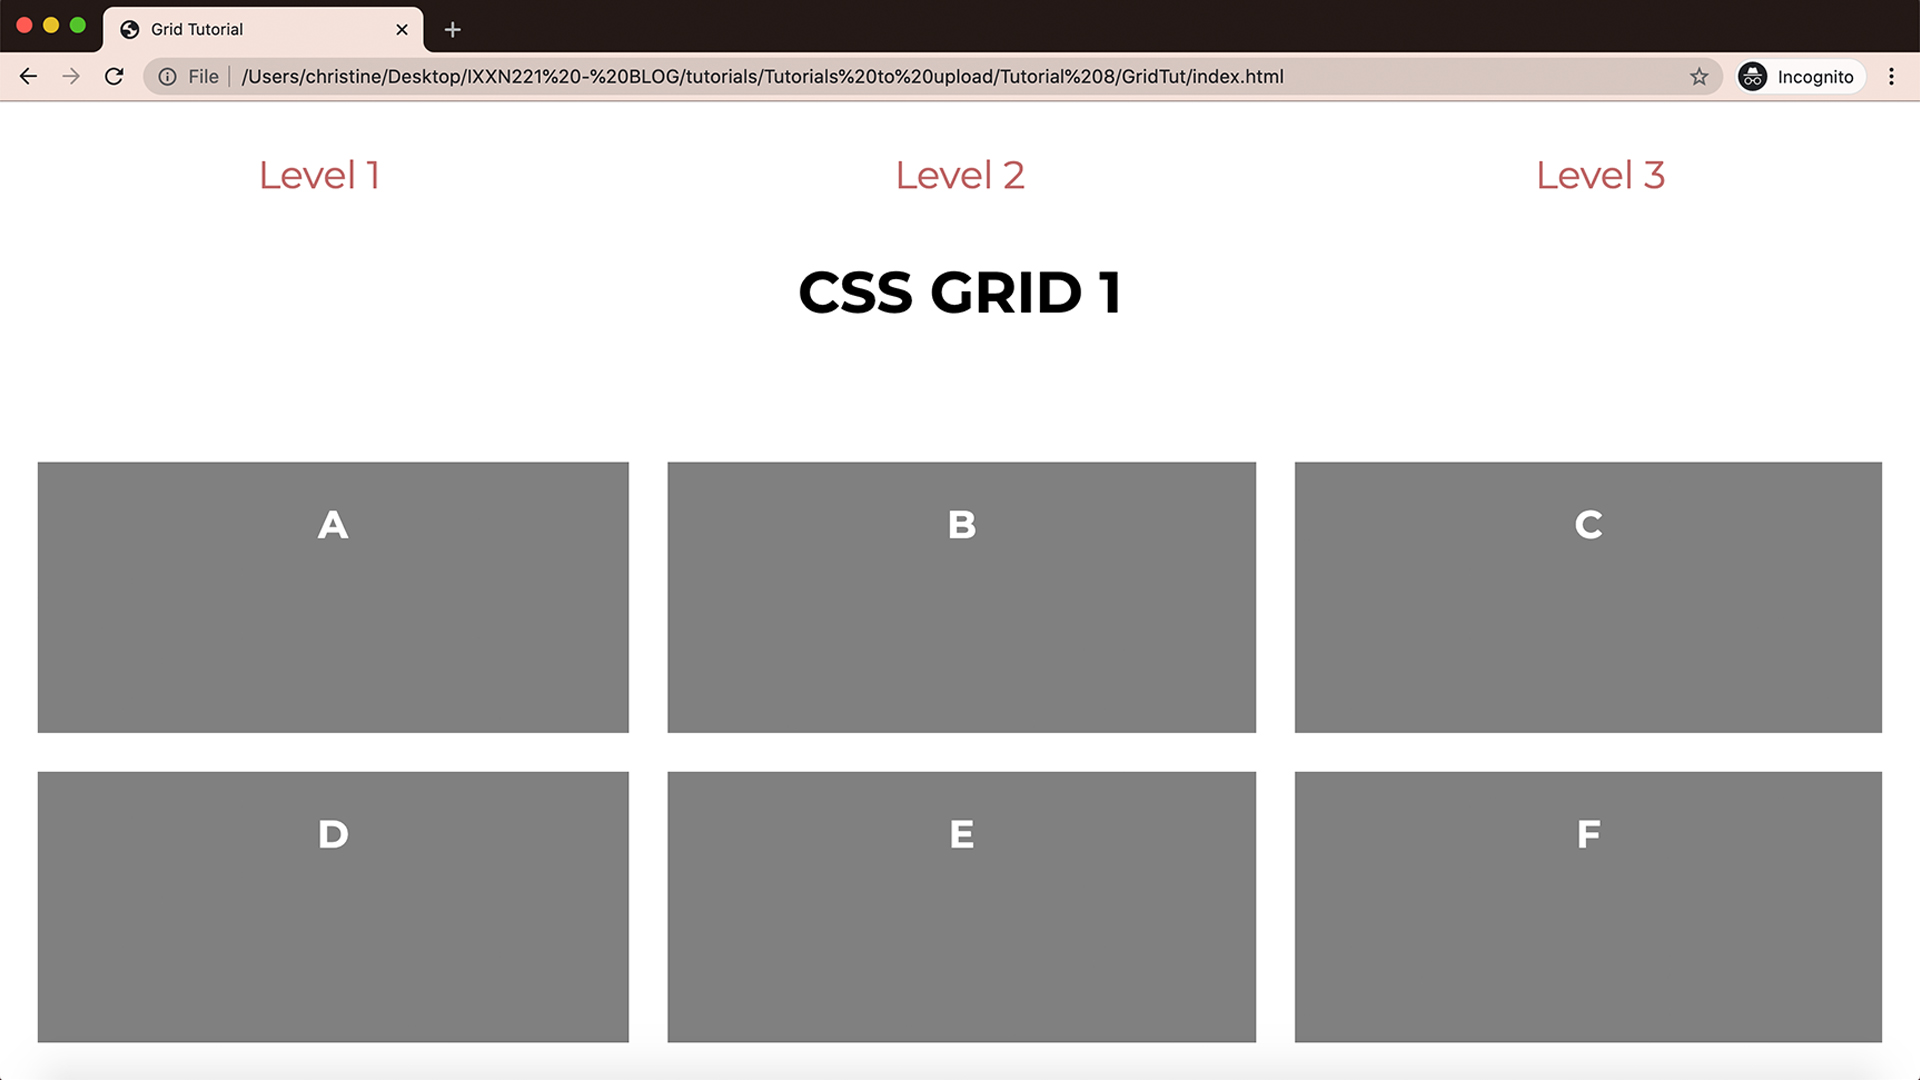 Grid Tutorial
File /Users/christine/Desktop/IXXN221%20-%20BLOG/tutorials/Tutorials%20to%20upload/Tutorial%208/GridTut/index.html Incognito
Level 1 Level 2 Level 3
CSS GRID 1
A B C
D E F